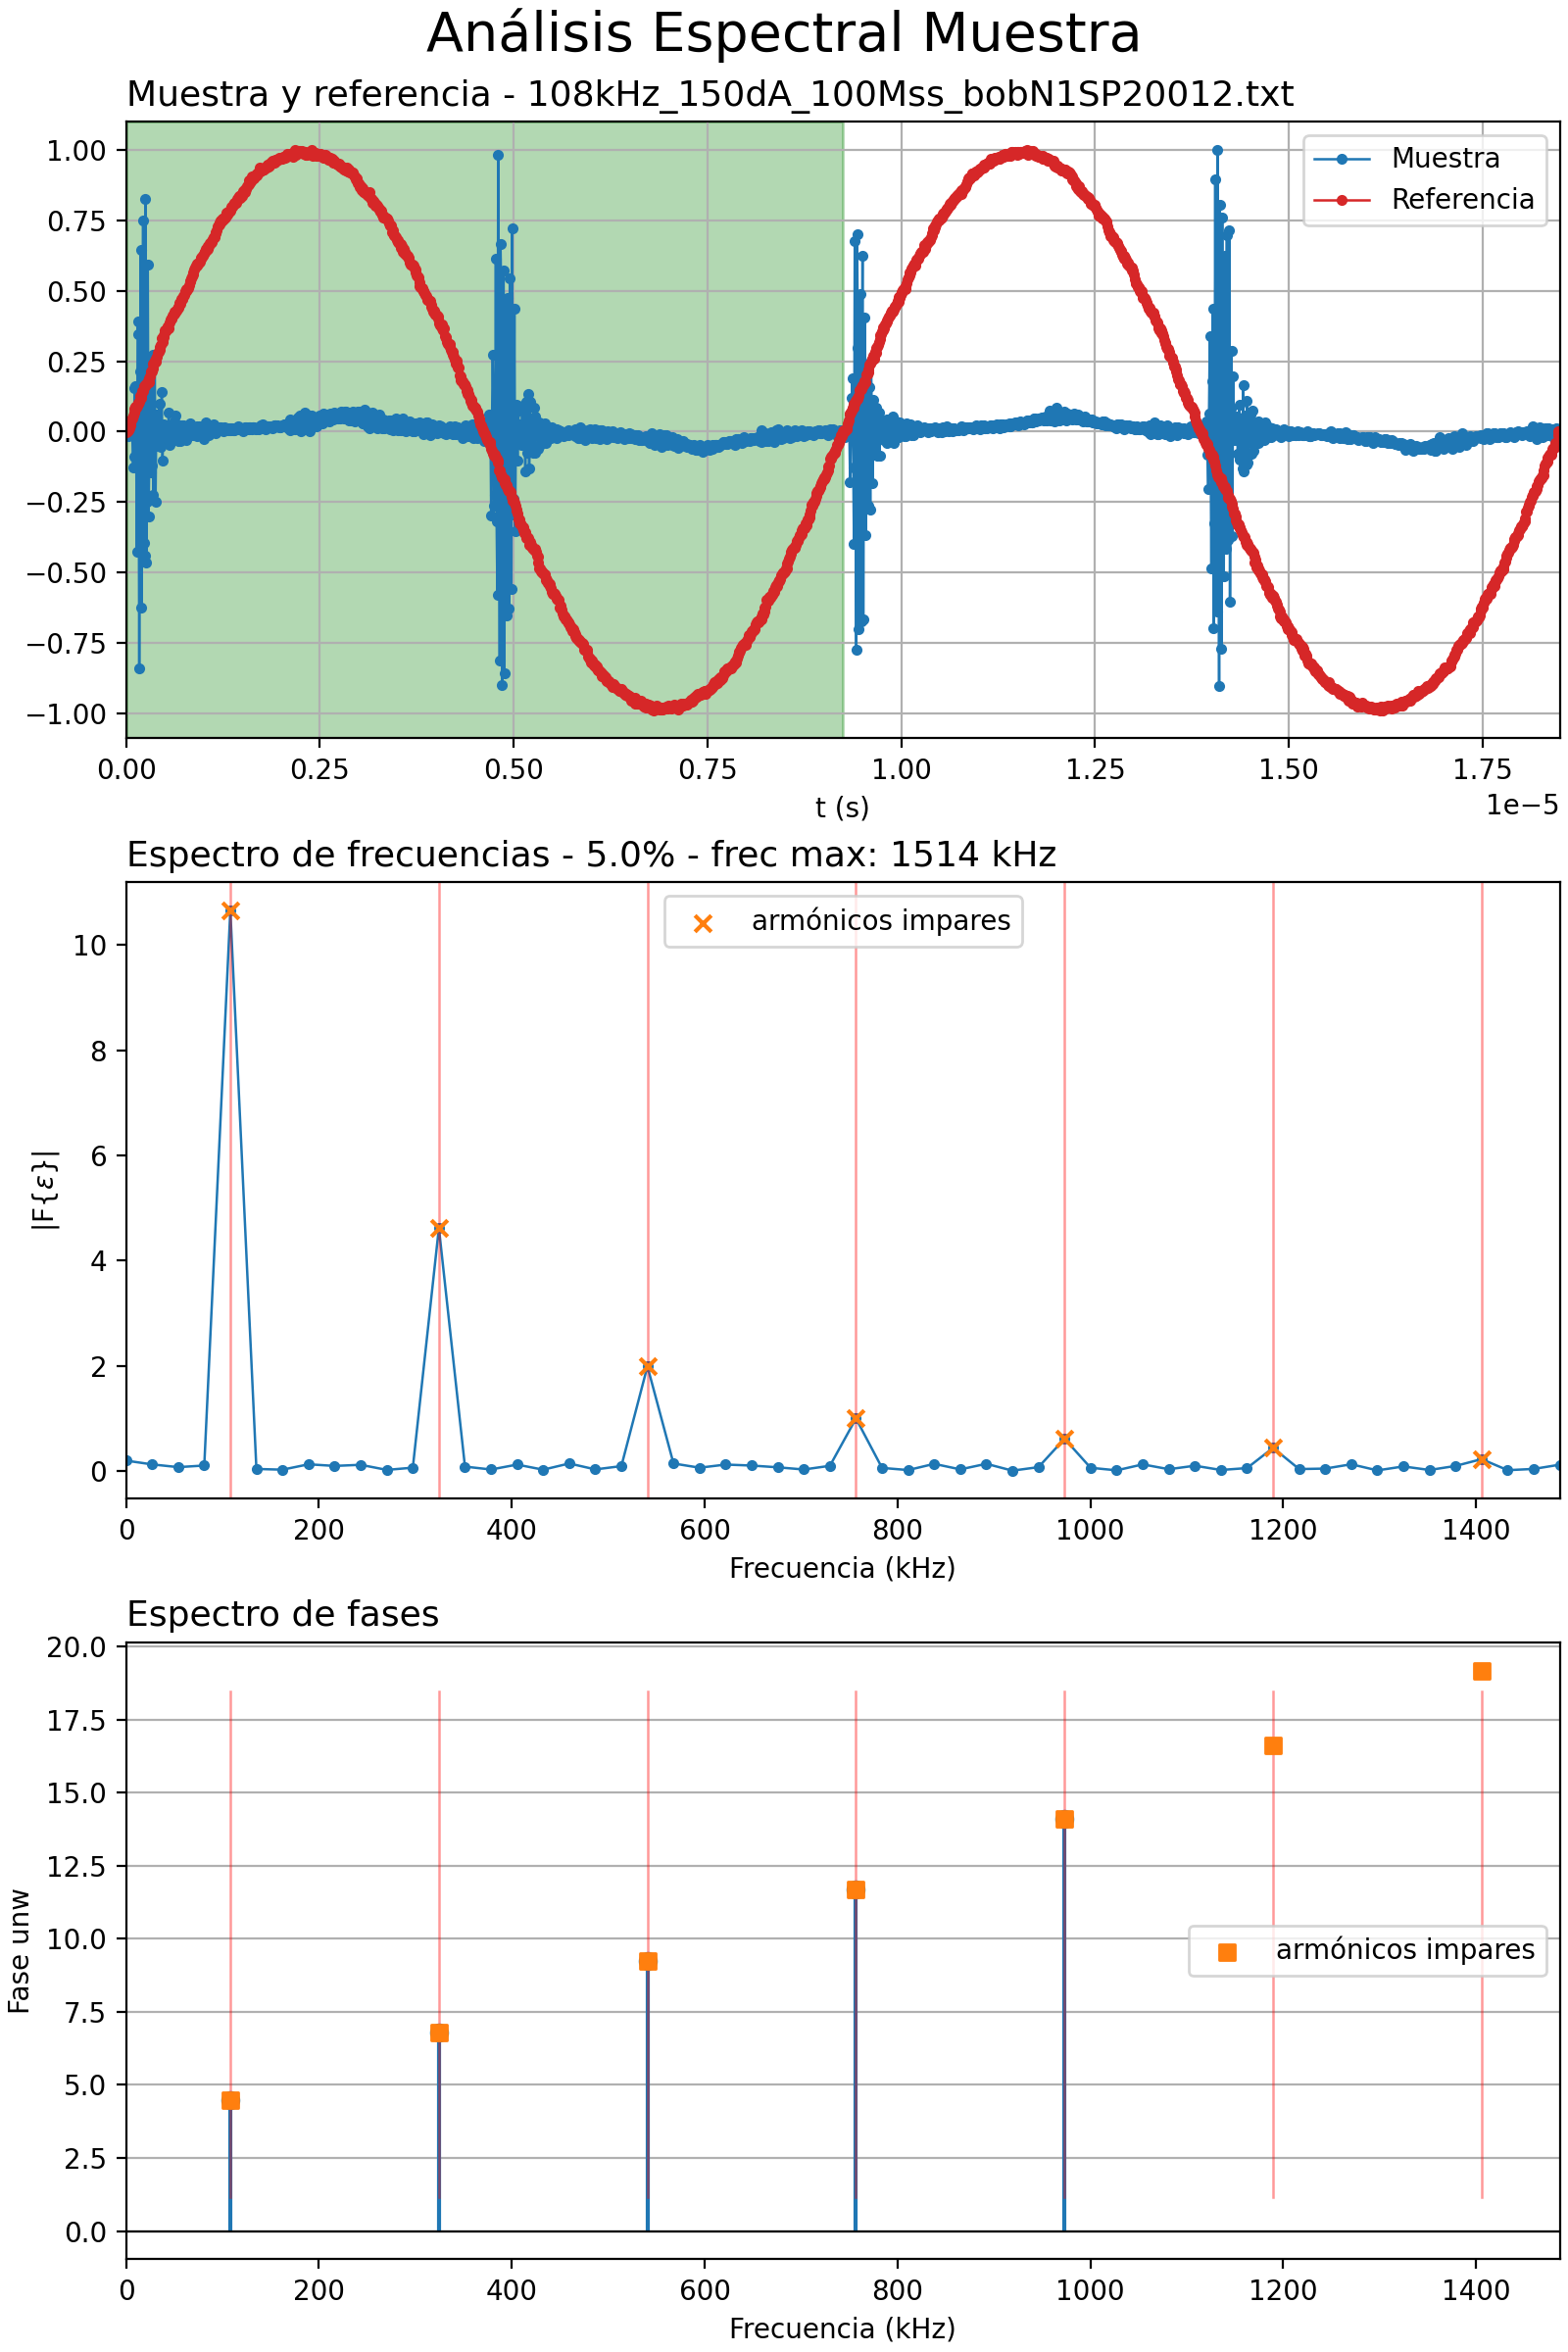 Análisis Espectral Muestra
Muestra y referencia - 108kHz_150dA_100Mss_bobN1SP20012.txt
1.00
0.75
0.50
0.25
0.00
−0.25
−0.50
−0.75
−1.00
Muestra
Referencia
0.00 0.25 0.50 0.75 1.00 1.25 1.50 1.75
1e−5
t (s)
Espectro de frecuencias - 5.0% - frec max: 1514 kHz
armónicos impares
10
8
6
4
2
0
|F{ε}|
0 200 400 600 800 1000 1200 1400
Frecuencia (kHz)
Espectro de fases
20.0
17.5
15.0
12.5
10.0
7.5
5.0
2.5
0.0
Fase unw
armónicos impares
0 200 400 600 800 1000 1200 1400
Frecuencia (kHz)